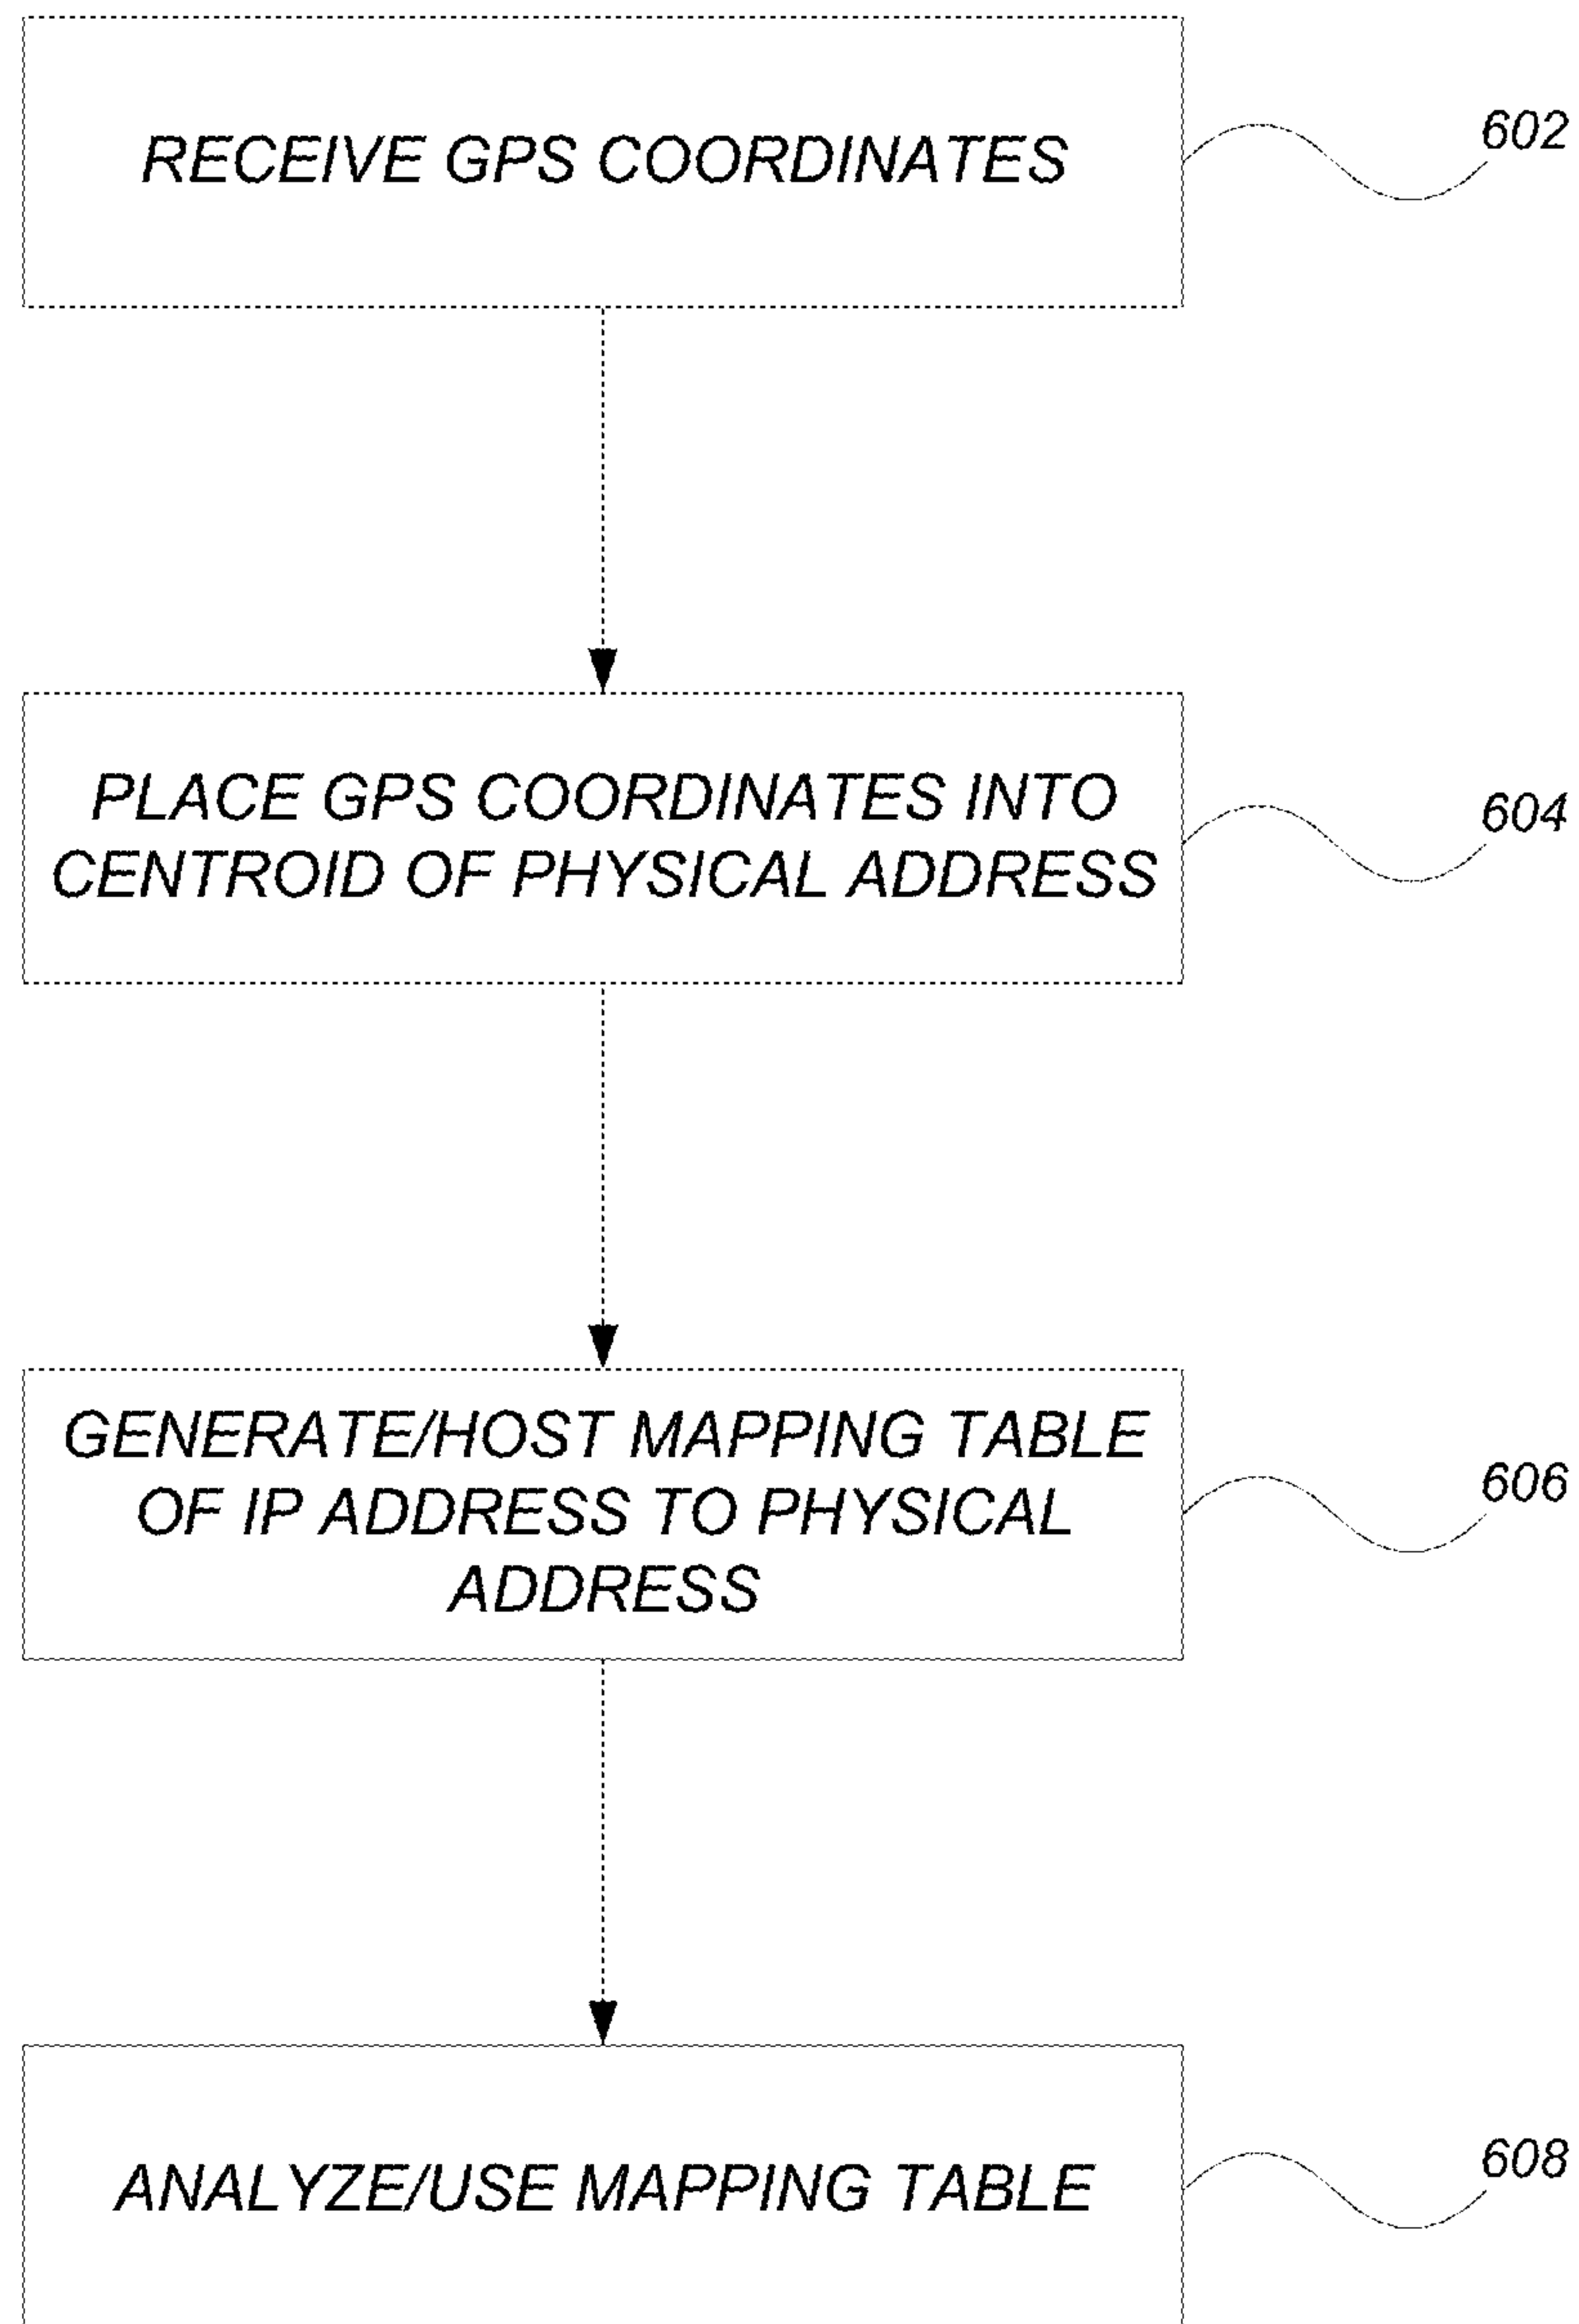 RECEIVE GPS COORDINATES
602
PLACE GPS COORDINATES INTO
CENTROID OF PHYSICAL ADDRESS
604
GENERATE/HOST MAPPING TABLE
OF IP ADDRESS TO PHYSICAL
ADDRESS
606
ANALYZE/USE MAPPING TABLE
608